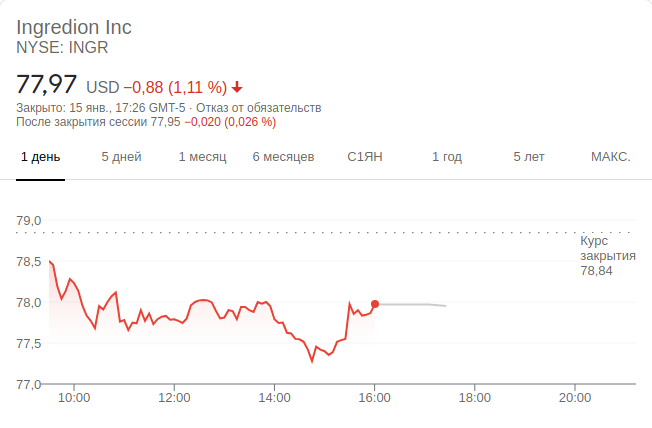 Ingredion Inc
NYSE: INGR
77,97 USD −0,88 (1,11 %)
Закрыто: 15 янв., 17:26 GMT-5 · Отказ от обязательств
После закрытия сессии 77,95 −0,020 (0,026 %)
1 день 5 дней 1 месяц 6 месяцев С1ЯН 1 год 5 лет МАКС.
79,0
Курс
закрытия
78,84
78,5
78,0
77,5
77,0
10:00 12:00 14:00 16:00 18:00 20:00